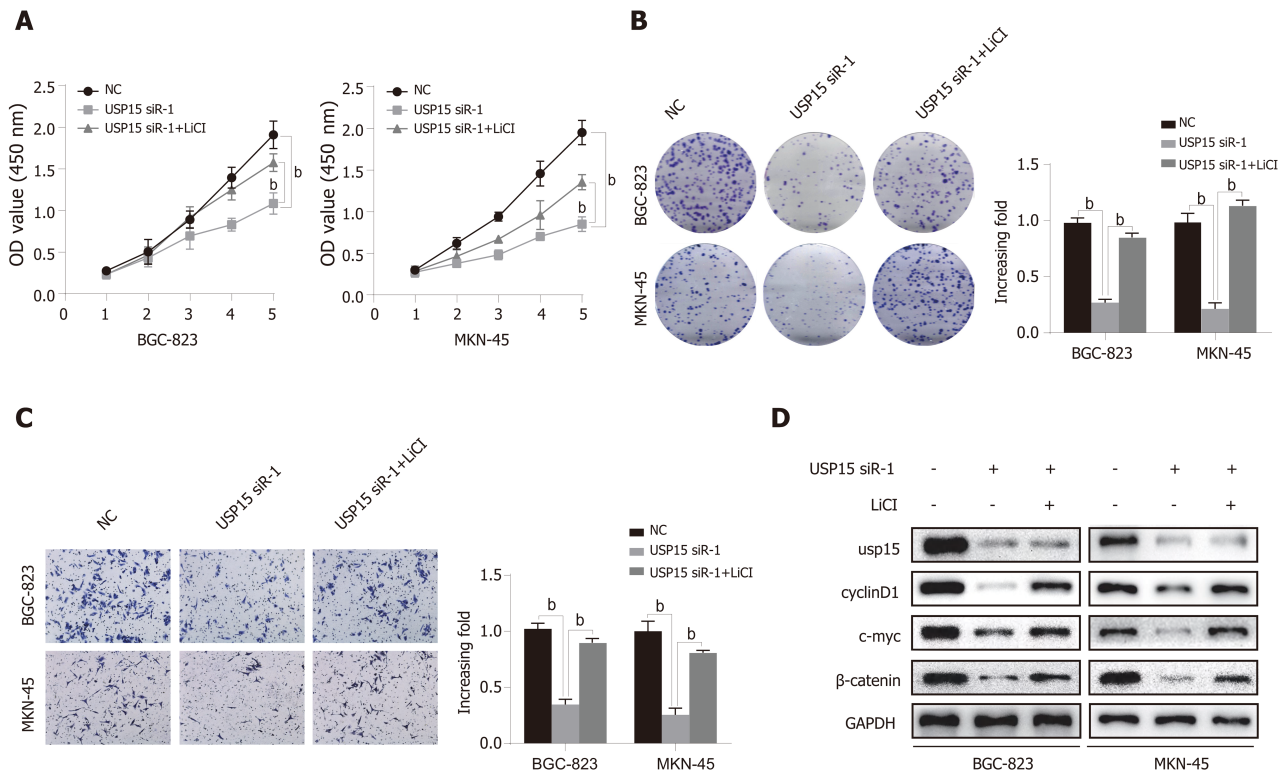 A
OD value (450 nm)
2.5
2.0
1.5
1.0
0.5
0.0
NC
USP15 siR-1
USP15 siR-1+LiCI
b
b
0 1 2 3 4 5
BGC-823
OD value (450 nm)
2.5
2.0
1.5
1.0
0.5
0.0
NC
USP15 siR-1
USP15 siR-1+LiCI
b
b
0 1 2 3 4 5
MKN-45
B
NC
USP15 siR-1
USP15 siR-1+LiCI
BGC-823
MKN-45
NC
USP15 siR-1
USP15 siR-1+LiCI
Increasing fold
1.5
1.0
0.5
0.0
b
b
b
b
BGC-823 MKN-45
C
NC
USP15 siR-1
USP15 siR-1+LiCI
BGC-823
MKN-45
NC
USP15 siR-1
USP15 siR-1+LiCI
Increasing fold
1.5
1.0
0.5
0.0
b
b
b
b
BGC-823 MKN-45
D
USP15 siR-1 - + + - + +
LiCI - - + - - +
usp15
cyclinD1
c-myc
β-catenin
GAPDH
BGC-823 MKN-45